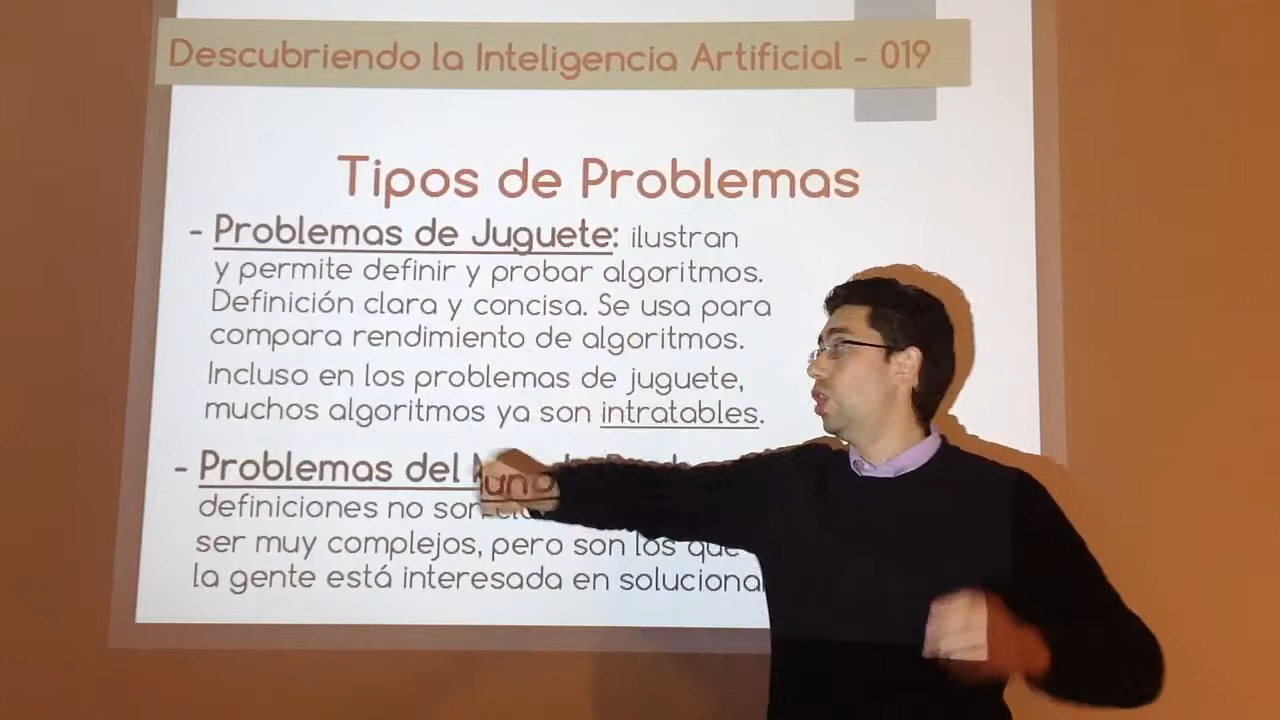 Descubriendo la Inteligencia Artificial - 019
Tipos de Problemas
- Problemas de Juguete: ilustran
y permite definir y probar algoritmos.
Definición clara y concisa. Se usa para
compara rendimiento de algoritmos.
Incluso en los problemas de juguete,
muchos algoritmos ya son intratables.
- Problemas del
definiciones no son
ser muy complejos, pero son los que
la gente está interesada en soluciona